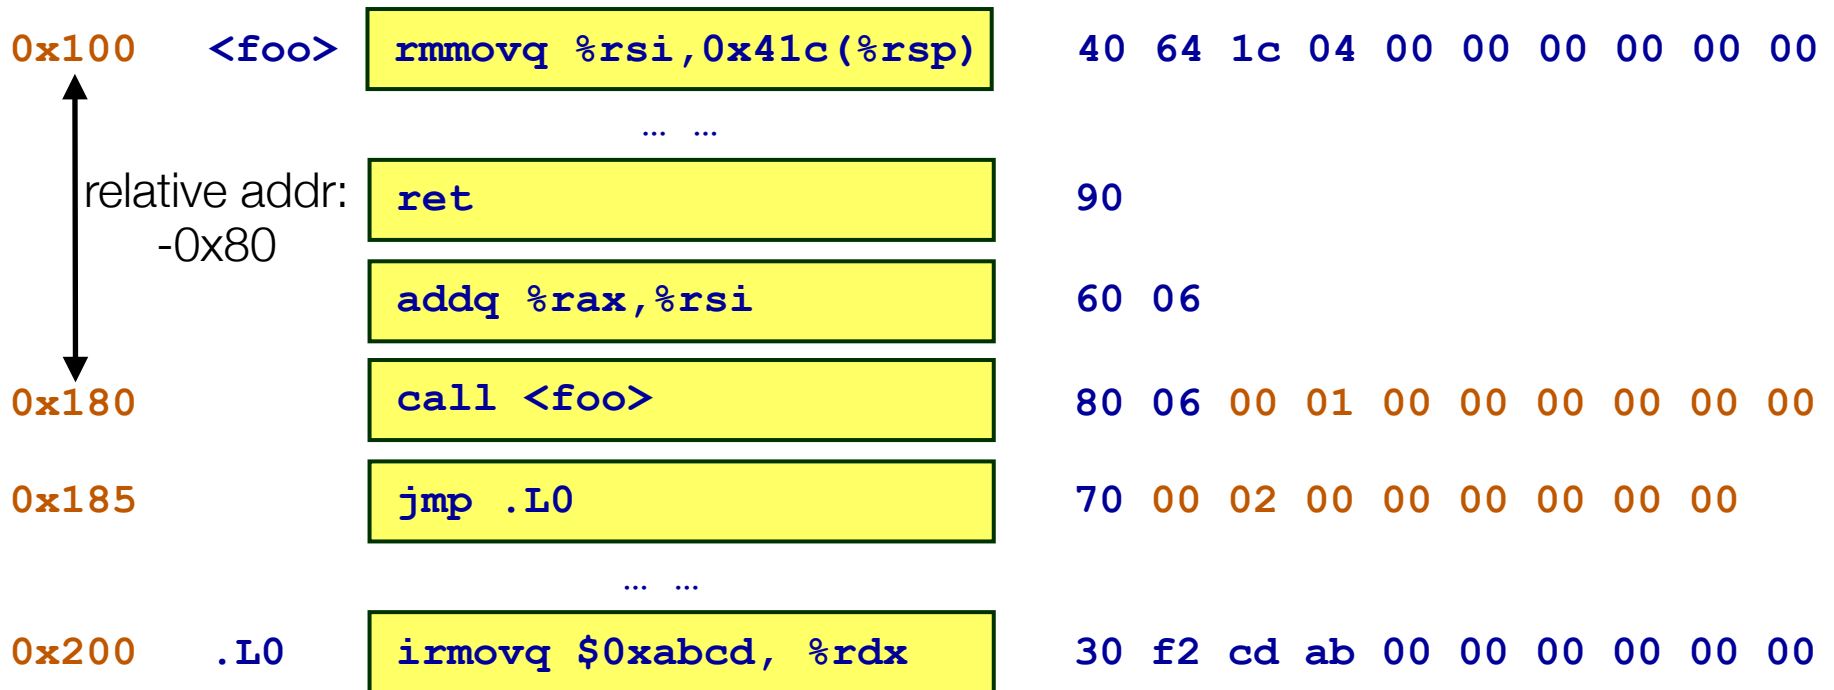 0x100 <foo> rmmovq %rsi,0x41c(%rsp) 40 64 1c 04 00 00 00 00 00 00
… …
relative addr:
-0x80
ret 90
addq %rax,%rsi 60 06
0x180 call <foo> 80 06 00 01 00 00 00 00 00 00
0x185 jmp .L0 70 00 02 00 00 00 00 00 00
… …
0x200 .L0 irmovq $0xabcd, %rdx 30 f2 cd ab 00 00 00 00 00 00